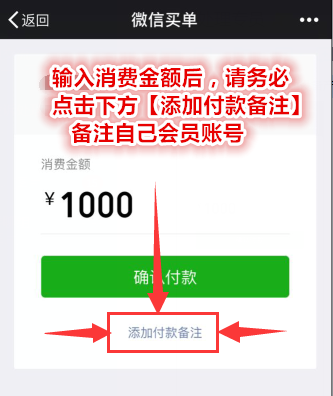 返回
微信买单
输入消费金额后，请务必
点击下方【添加付款备注】
备注自己会员账号
消费金额
¥1000
确认付款
添加付款备注